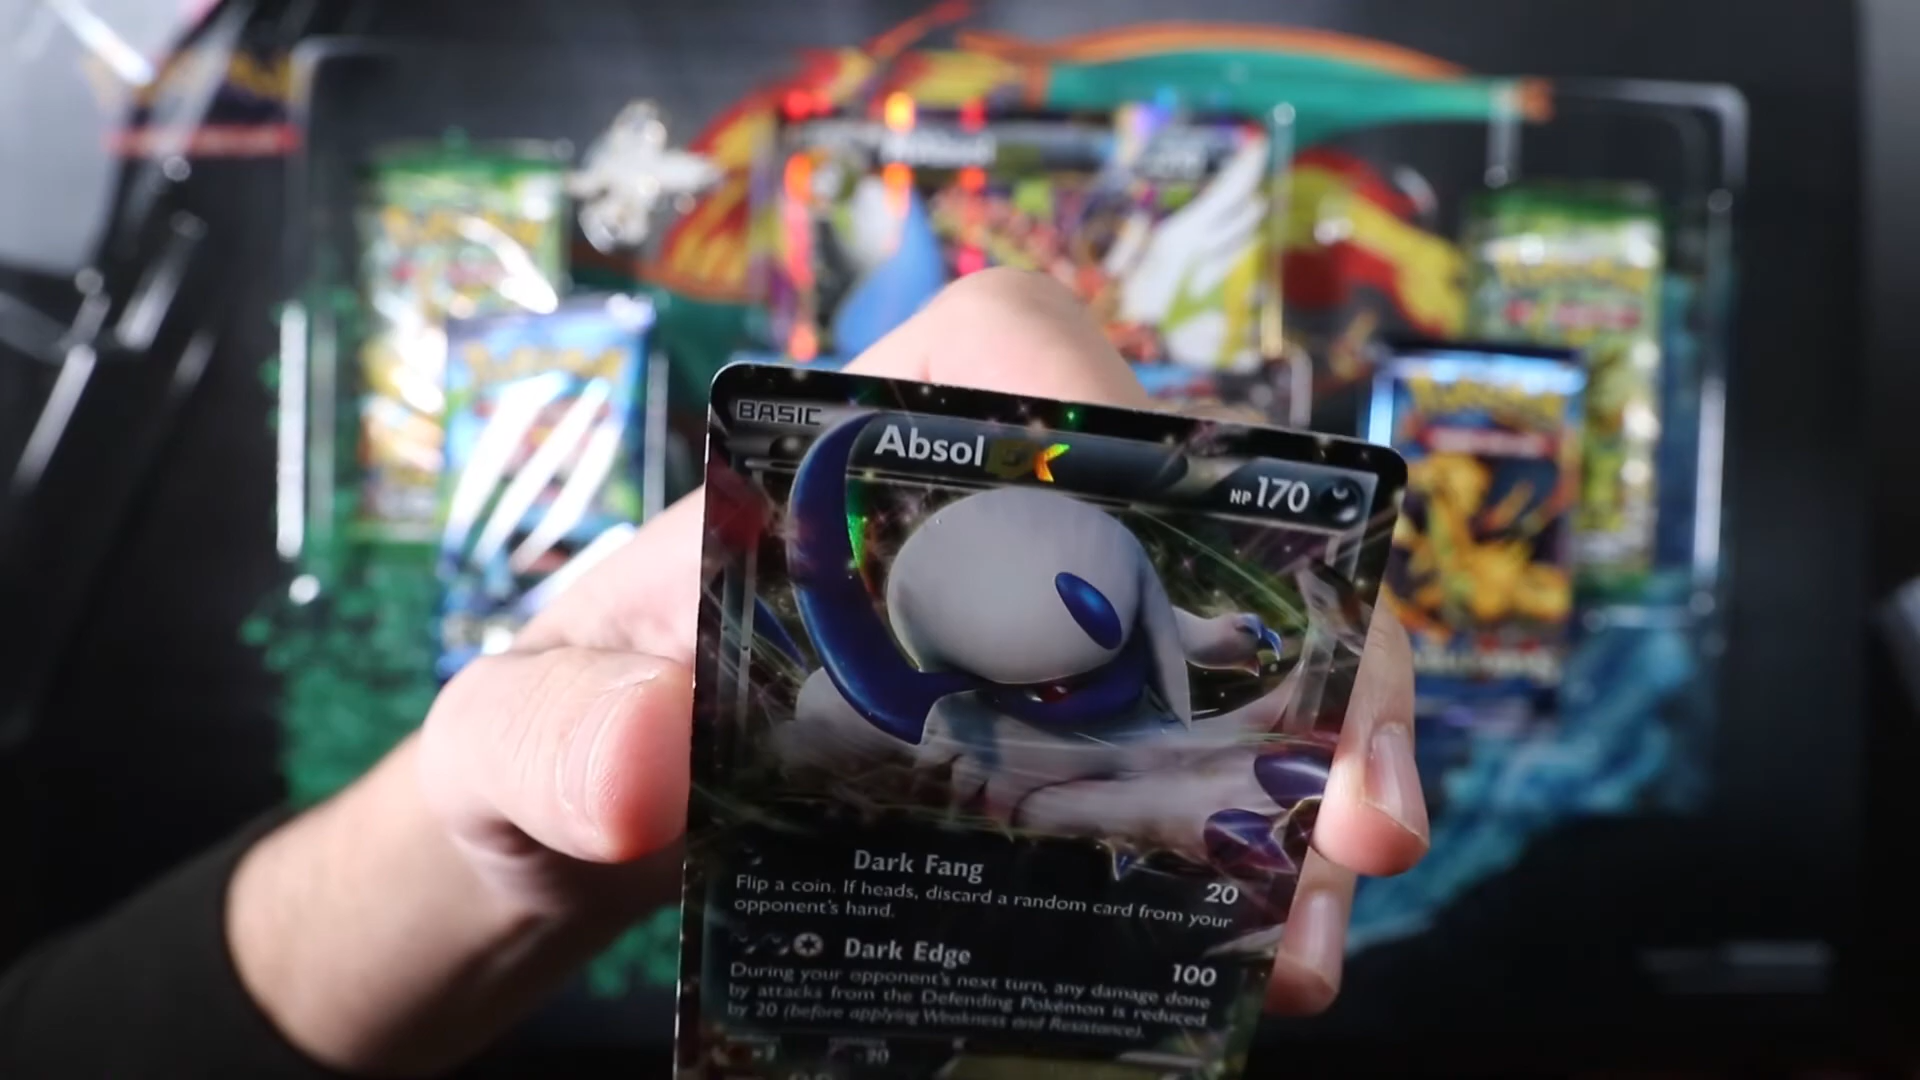 BASIC
Absol EX
HP 170
Dark Fang
20
Flip a coin. If heads, discard a random card from your
opponent's hand.
Dark Edge
100
During your opponent's next turn, any damage done
by attacks from the Defending Pokémon is reduced
by 20 (before applying Weakness and Resistance).
-20